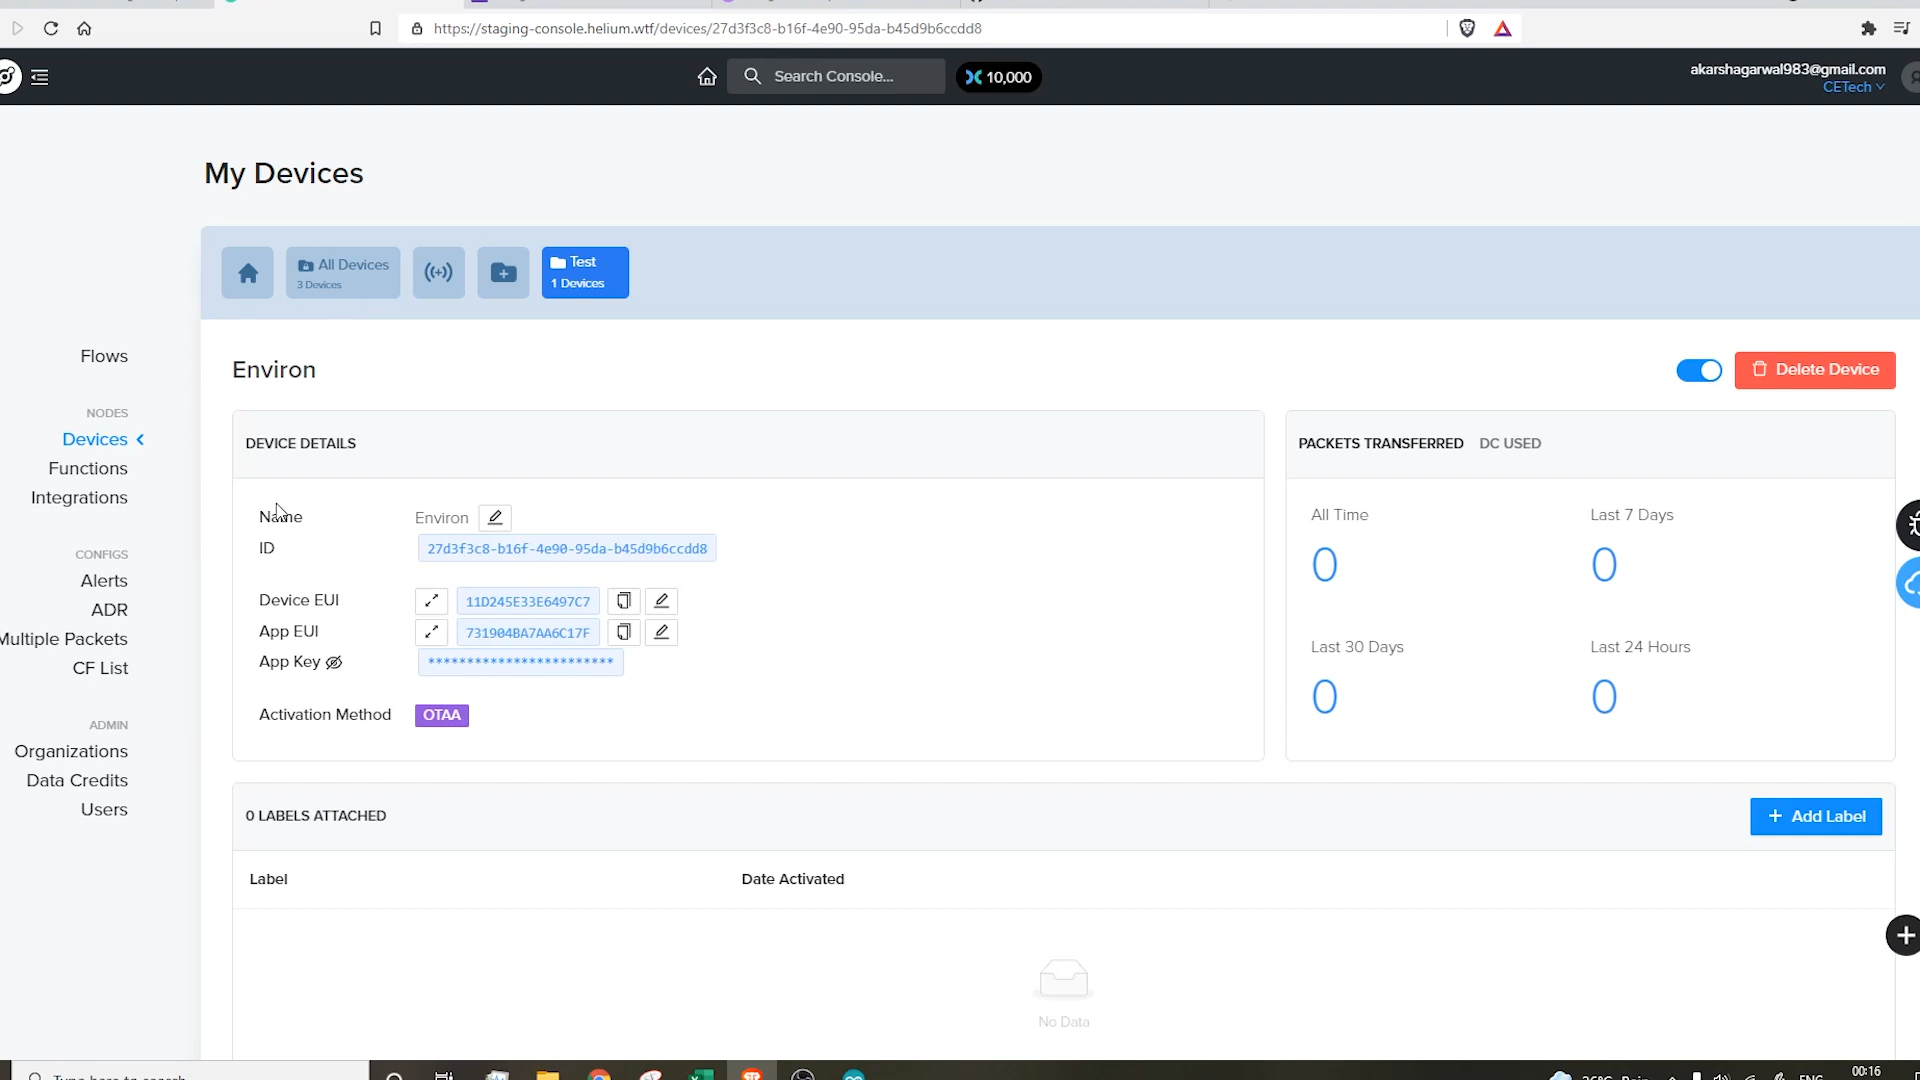 https://staging-console.helium.wtf/devices/27d3f3c8-b16f-4e90-95da-b45d9b6ccdd8
Search Console...
10,000
akarshagarwal983@gmail.com
CETech
My Devices
All Devices
3 Devices
Test
1 Devices
Flows
NODES
Devices
Functions
Integrations
CONFIGS
Alerts
ADR
Multiple Packets
CF List
ADMIN
Organizations
Data Credits
Users
Environ
Delete Device
DEVICE DETAILS
Name Environ
ID 27d3f3c8-b16f-4e90-95da-b45d9b6ccdd8
Device EUI 11D245E33E6497C7
App EUI 731904BA7AA6C17F
App Key ************************
Activation Method OTAA
PACKETS TRANSFERRED DC USED
All Time Last 7 Days
0 0
Last 30 Days Last 24 Hours
0 0
0 LABELS ATTACHED
+ Add Label
Label Date Activated
No Data
Type here to search
26°C Rain
ENG
00:16